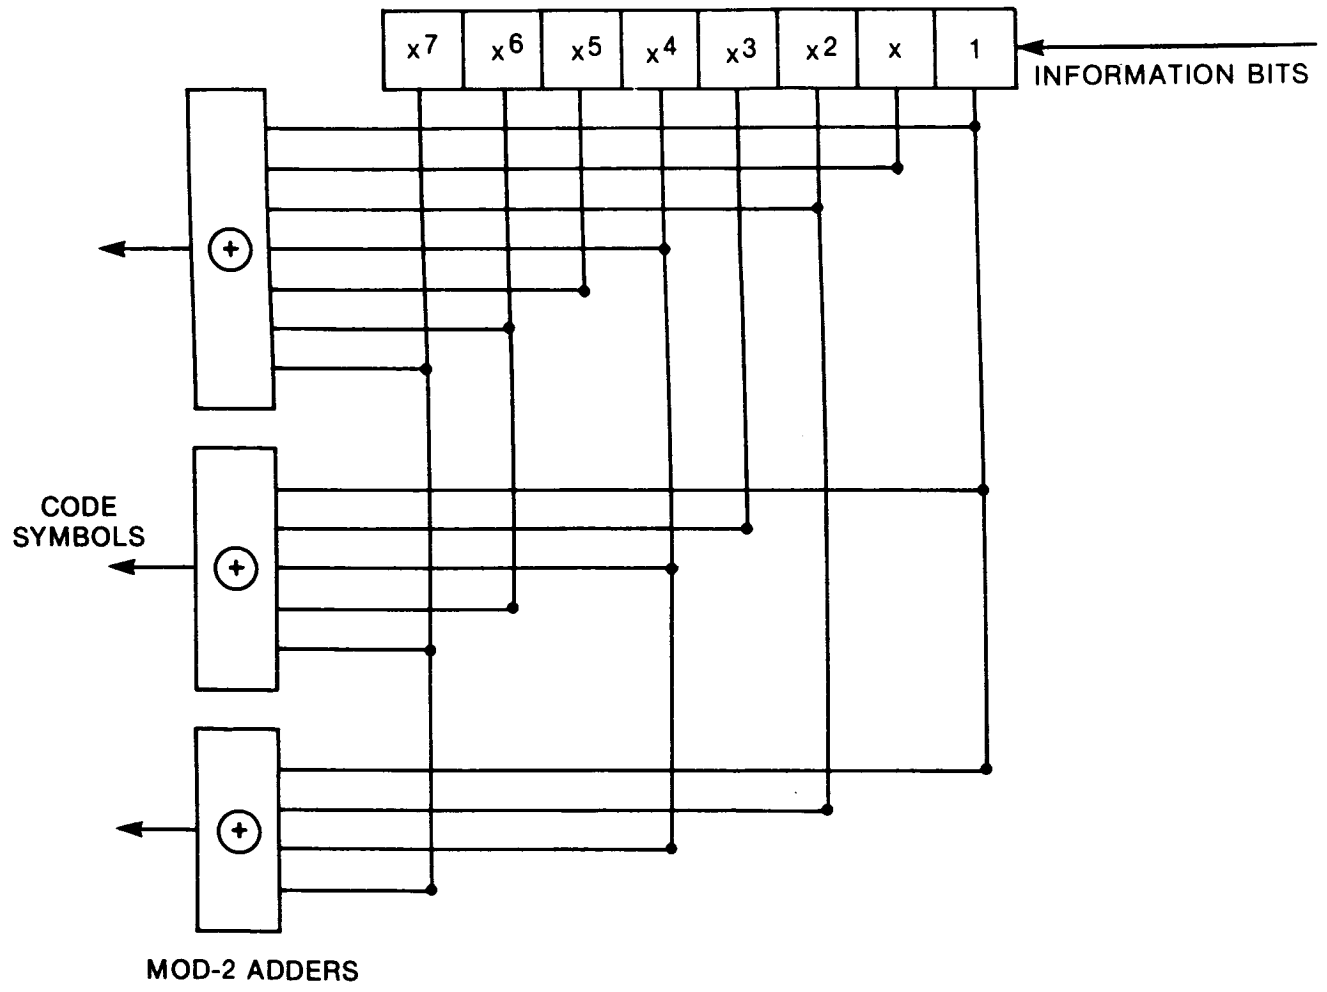 x7 x6 x5 x4 x3 x2 x 1
INFORMATION BITS
+
CODE
SYMBOLS
+
+
MOD-2 ADDERS